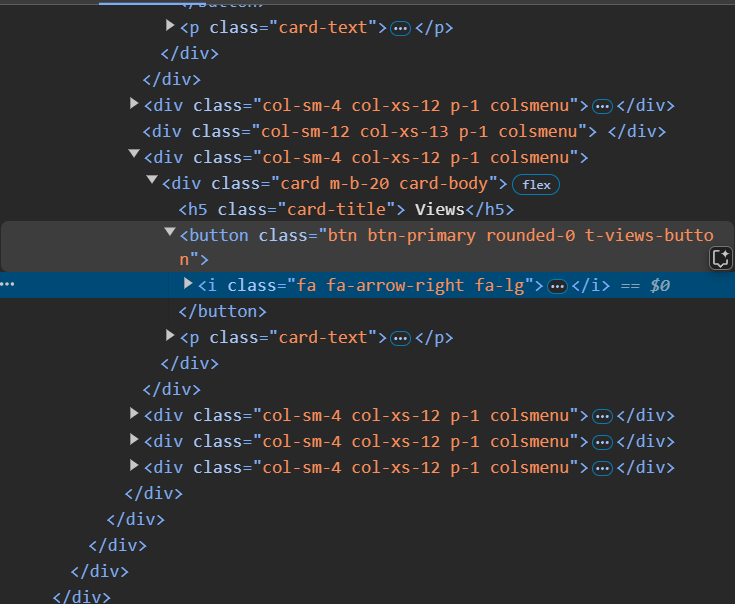 </button>
<p class="card-text">…</p>
</div>
</div>
<div class="col-sm-4 col-xs-12 p-1 colsmenu">…</div>
<div class="col-sm-12 col-xs-13 p-1 colsmenu"> </div>
<div class="col-sm-4 col-xs-12 p-1 colsmenu">
<div class="card m-b-20 card-body"> flex
<h5 class="card-title"> Views</h5>
<button class="btn btn-primary rounded-0 t-views-butto
n">
<i class="fa fa-arrow-right fa-lg">…</i> == $0
</button>
<p class="card-text">…</p>
</div>
</div>
<div class="col-sm-4 col-xs-12 p-1 colsmenu">…</div>
<div class="col-sm-4 col-xs-12 p-1 colsmenu">…</div>
<div class="col-sm-4 col-xs-12 p-1 colsmenu">…</div>
</div>
</div>
</div>
</div>
</div>